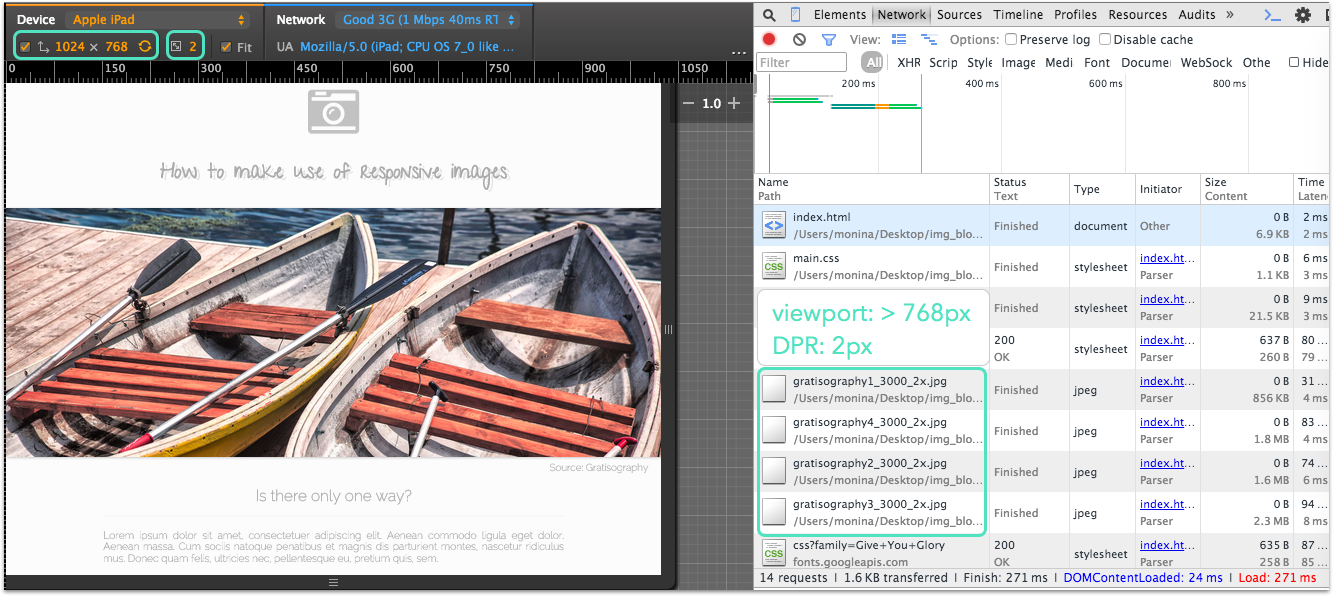 Device Apple iPad
1024 × 768 2 Fit
Network Good 3G (1 Mbps 40ms RT
UA Mozilla/5.0 (iPad; CPU OS 7_0 like ...
...
0 150 300 450 600 750 900 1050
1.0
How to make use of responsive images
Source: Gratisography
Is there only one way?
Lorem ipsum dolor sit amet, consectetuer adipiscing elit. Aenean commodo ligula eget dolor.
Aenean massa. Cum sociis natoque penatibus et magnis dis parturient montes, nascetur ridiculus
mus. Donec quam felis, ultricies nec, pellentesque eu, pretium quis, sem.
Elements Network Sources Timeline Profiles Resources Audits »
View: Options: Preserve log Disable cache
Filter All XHR Scrip Style Image Medi Font Docume WebSock Othe Hide
200 ms 400 ms 600 ms 800 ms
Name Status Type Initiator Size Time
Path Text Content Laten
index.html 0 B 2 ms
/Users/monina/Desktop/img_blo... Finished document Other 6.9 KB 2 ms
main.css 0 B 6 ms
CSS /Users/monina/Desktop/img_blo... Finished stylesheet index.ht... Parser 1.1 KB 3 ms
viewport: > 768px
DPR: 2px
Finished stylesheet index.ht... Parser 0 B 21.5 KB 9 ms 3 ms
200 OK stylesheet index.ht... Parser 637 B 260 B 80 ... 79 ...
gratisography1_3000_2x.jpg 0 B 31 ...
/Users/monina/Desktop/img_blo... Finished jpeg index.ht... Parser 856 KB 4 ms
gratisography4_3000_2x.jpg 0 B 83 ...
/Users/monina/Desktop/img_blo... Finished jpeg index.ht... Parser 1.8 MB 4 ms
gratisography2_3000_2x.jpg 0 B 74 ...
/Users/monina/Desktop/img_blo... Finished jpeg index.ht... Parser 1.6 MB 6 ms
gratisography3_3000_2x.jpg 0 B 94 ...
/Users/monina/Desktop/img_blo... Finished jpeg index.ht... Parser 2.3 MB 8 ms
css?family=Give+You+Glory 200 index.ht... 635 B 87 ...
CSS fonts.googleapis.com OK stylesheet Parser 258 B 85 ...
14 requests | 1.6 KB transferred | Finish: 271 ms | DOMContentLoaded: 24 ms | Load: 271 ms